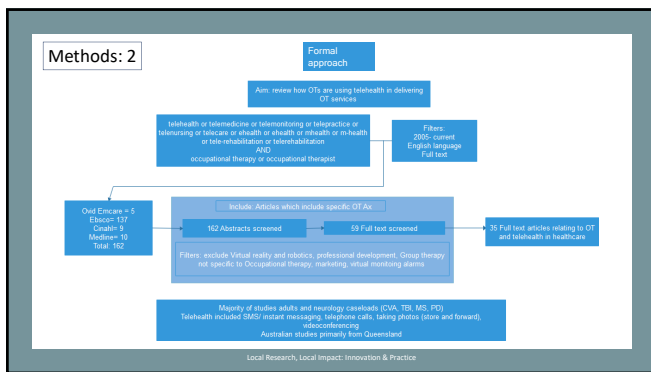 Methods: 2
Formal
approach
Aim: review how OTs are using telehealth in delivering
OT services
telehealth or telemedicine or telemonitoring or telepractice or
telenursing or telecare or ehealth or ehealth or mhealth or m-health
or tele-rehabilitation or telerehabilitation
AND
occupational therapy or occupational therapist
Filters:
2005- current
English language
Full text
Ovid Emcare = 5
Ebsco= 137
Cinahl= 9
Medline= 10
Total: 162
Include: Articles which include specific OT Ax
162 Abstracts screened
59 Full text screened
Filters: exclude Virtual reality and robotics, professional development, Group therapy
not specific to Occupational therapy, marketing, virtual monitoing alarms
35 Full text articles relating to OT
and telehealth in healthcare
Majority of studies adults and neurology caseloads (CVA, TBI, MS, PD)
Telehealth included SMS/ instant messaging, telephone calls, taking photos (store and forward),
videoconferencing
Australian studies primarily from Queensland
Local Research, Local Impact: Innovation & Practice